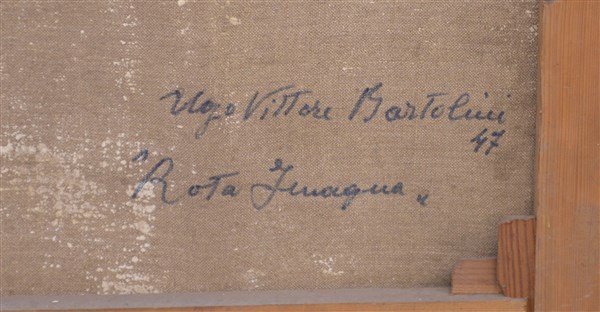 Ugo Vittore Bartolini
47
"Rota Imagna"